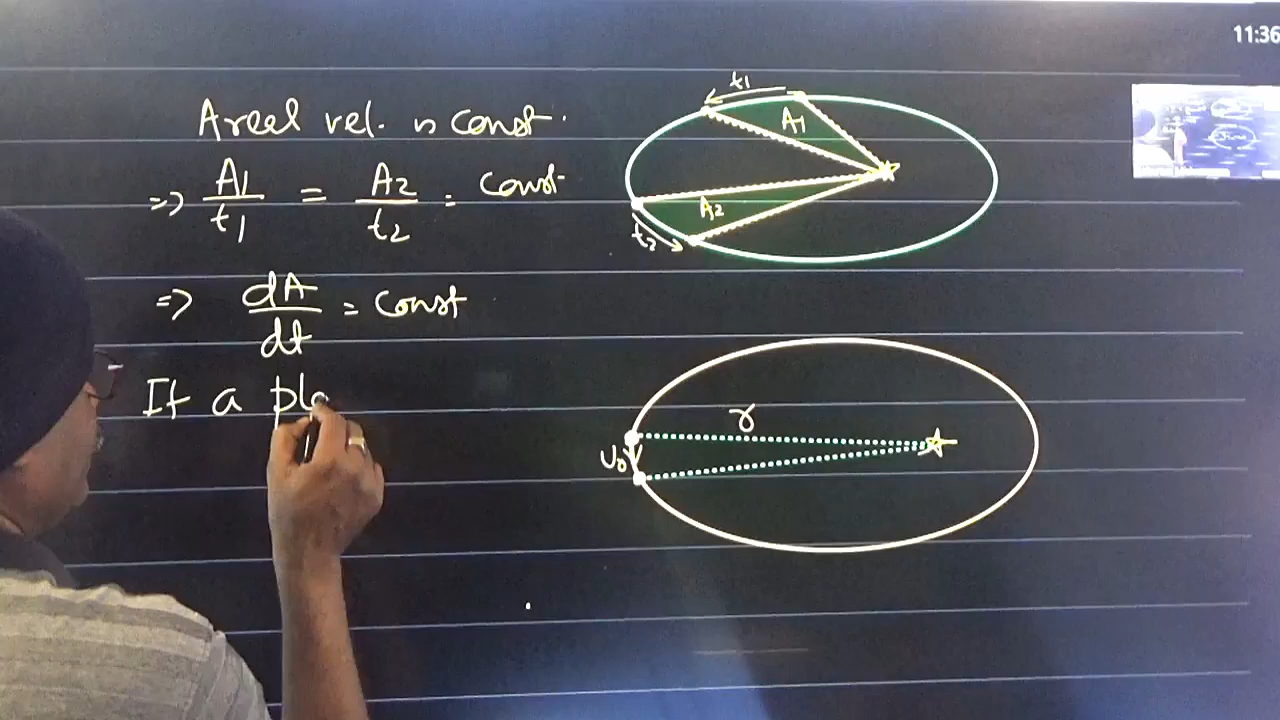 11:36
Areal vel. is const.
=> A1/t1 = A2/t2 = const
=> dA/dt = const
If a pla
t1
A1
A2
t2
r
v0